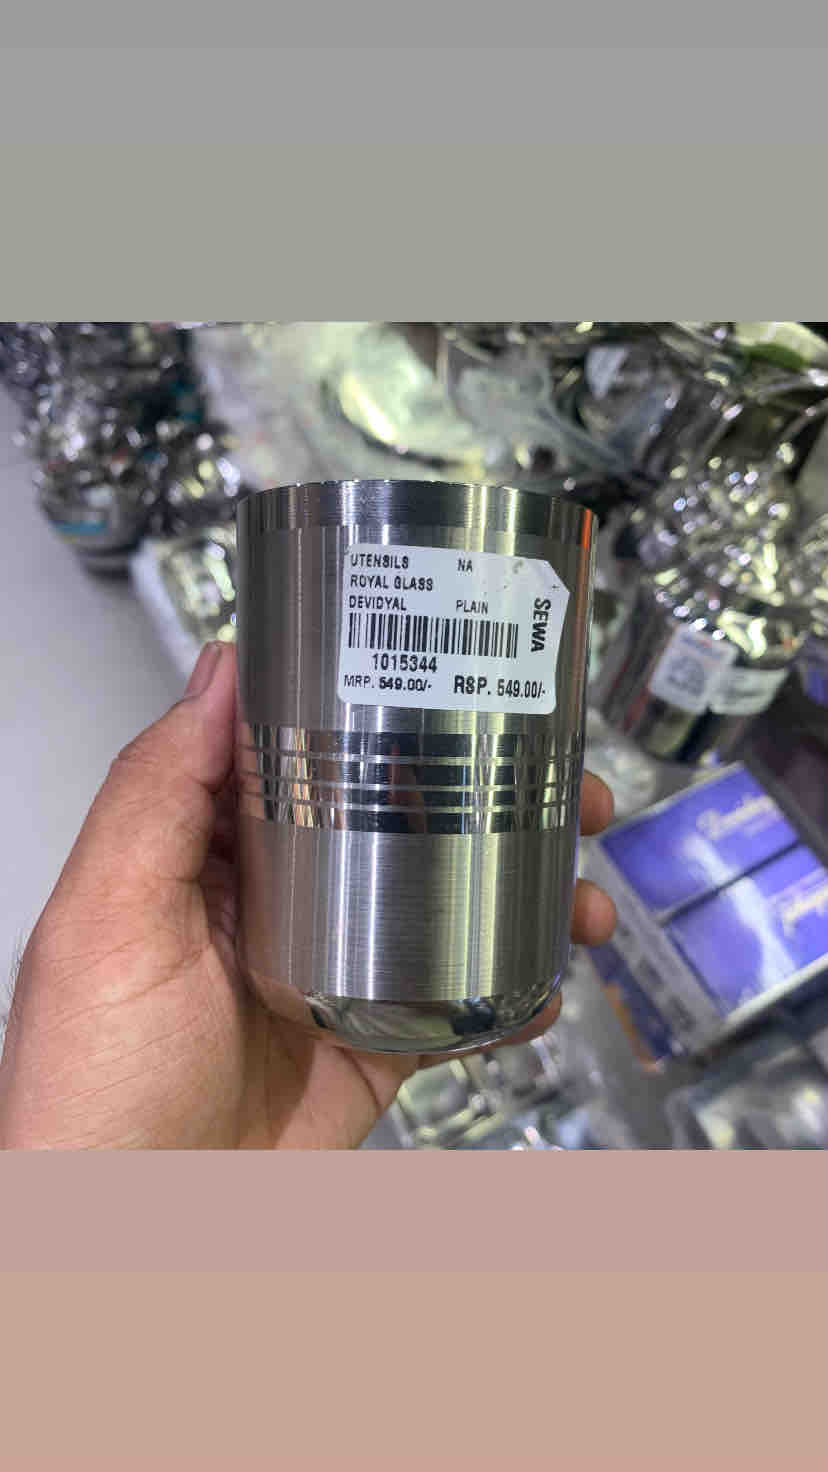 UTENSILS NA
ROYAL GLASS
DEVIDYAL PLAIN
SEWA
1015344
MRP. 549.00/- RSP. 549.00/-